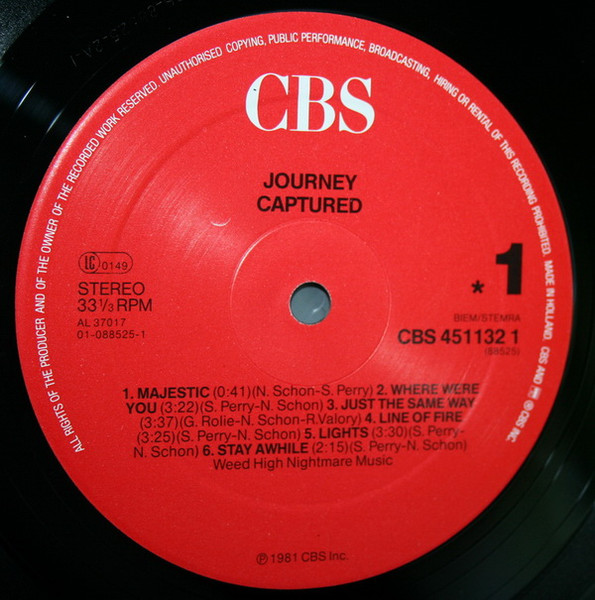 ALL RIGHTS OF THE PRODUCER AND OF THE OWNER OF THE RECORDED WORK RESERVED. UNAUTHORISED COPYING, PUBLIC PERFORMANCE, BROADCASTING, HIRING OR RENTAL OF THIS RECORDING PROHIBITED. MADE IN HOLLAND. CBS AND ® © CBS INC.
CBS
JOURNEY
CAPTURED
LC 0149
STEREO
33 1/3 RPM
AL 37017
01-088525-1
* 1
BIEM/STEMRA
CBS 451132 1
(88525)
1. MAJESTIC (0:41)(N. Schon-S. Perry) 2. WHERE WERE
YOU (3:22)(S. Perry-N. Schon) 3. JUST THE SAME WAY
(3:37)(G. Rolie-N. Schon-R.Valory) 4. LINE OF FIRE
(3:25)(S. Perry-N. Schon) 5. LIGHTS (3:30)(S. Perry-
N. Schon) 6. STAY AWHILE (2:15)(S. Perry-N. Schon)
Weed High Nightmare Music
℗ 1981 CBS Inc.